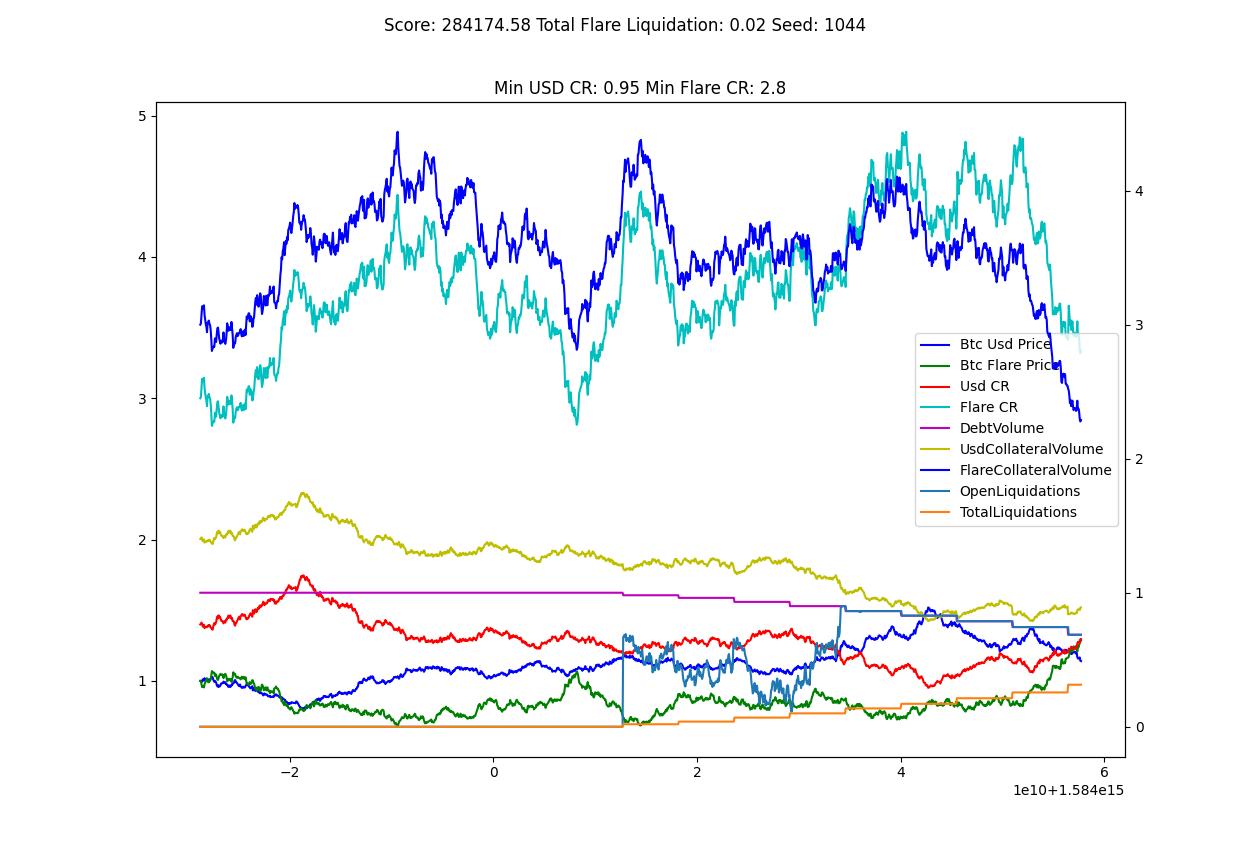 Score: 284174.58 Total Flare Liquidation: 0.02 Seed: 1044
Min USD CR: 0.95 Min Flare CR: 2.8
5
4
3
2
1
4
3
2
1
0
Btc Usd Price
Btc Flare Price
Usd CR
Flare CR
DebtVolume
UsdCollateralVolume
FlareCollateralVolume
OpenLiquidations
TotalLiquidations
−2 0 2 4 6
1e10+1.584e15